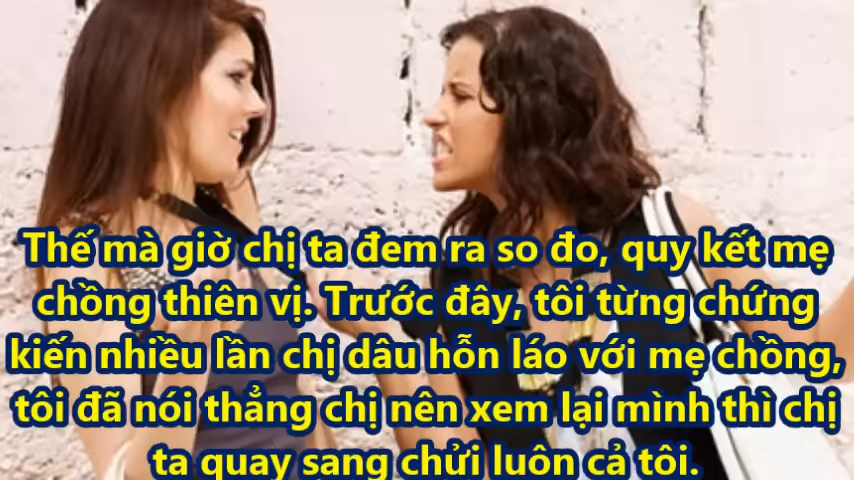 Thế mà giờ chị ta đem ra so đo, quy kết mẹ
chồng thiên vị. Trước đây, tôi từng chứng
kiến nhiều lần chị dâu hỗn láo với mẹ chồng,
tôi đã nói thẳng chị nên xem lại mình thì chị
ta quay sang chửi luôn cả tôi.